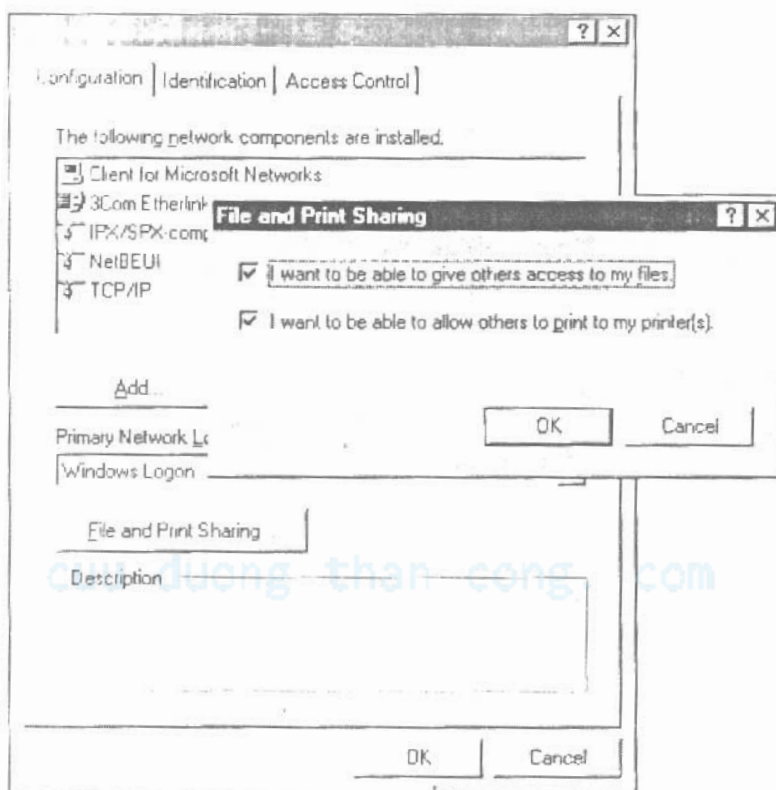 Configuration Identification Access Control
The following network components are installed.
Client for Microsoft Networks
3Com Etherlink
IPX/SPX-comp
NetBEUI
TCP/IP
File and Print Sharing
I want to be able to give others access to my files.
I want to be able to allow others to print to my printer(s).
OK Cancel
Add...
Primary Network Lo
Windows Logon
File and Print Sharing
Description
cuu duong than cong . com
OK Cancel